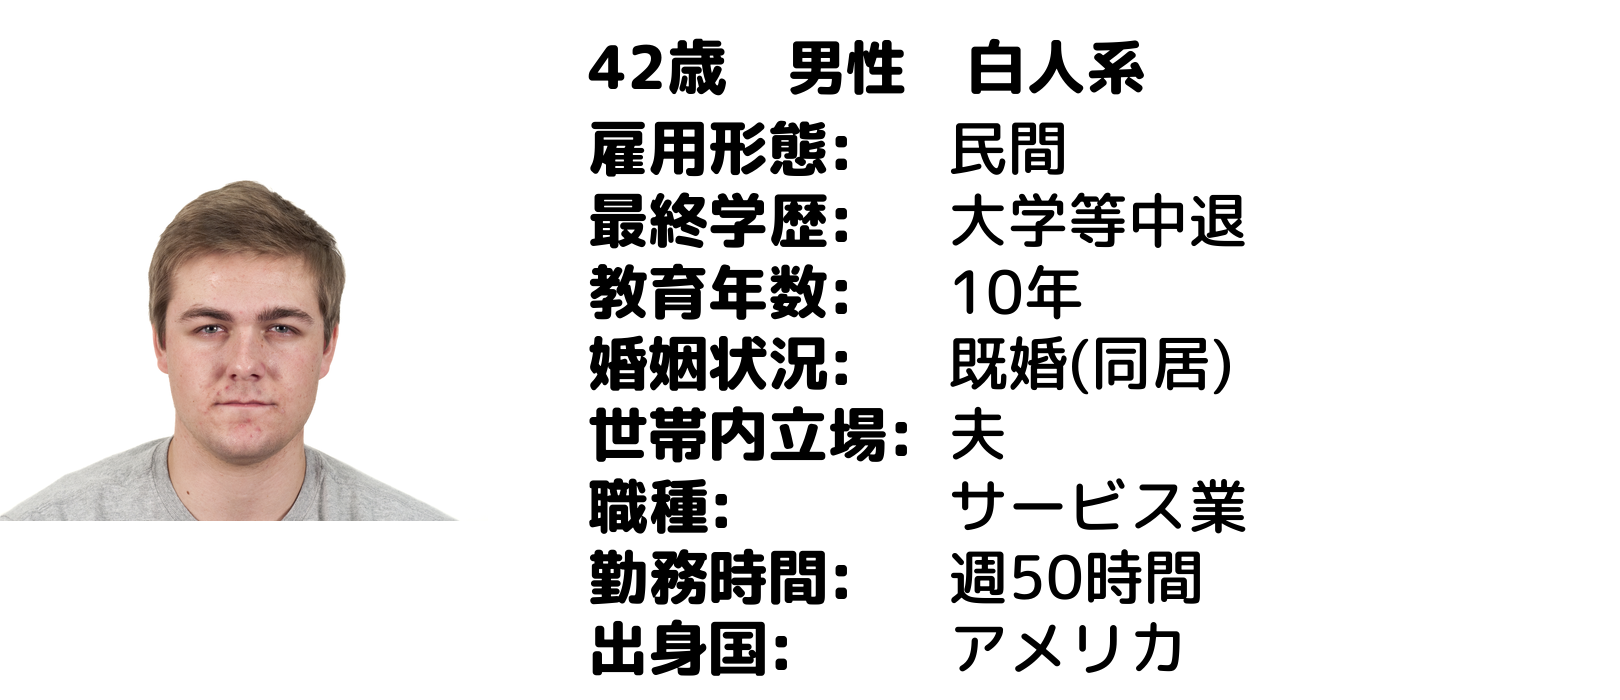 42歳　男性　白人系
雇用形態: 民間
最終学歴: 大学等中退
教育年数: 10年
婚姻状況: 既婚(同居)
世帯内立場: 夫
職種: サービス業
勤務時間: 週50時間
出身国: アメリカ